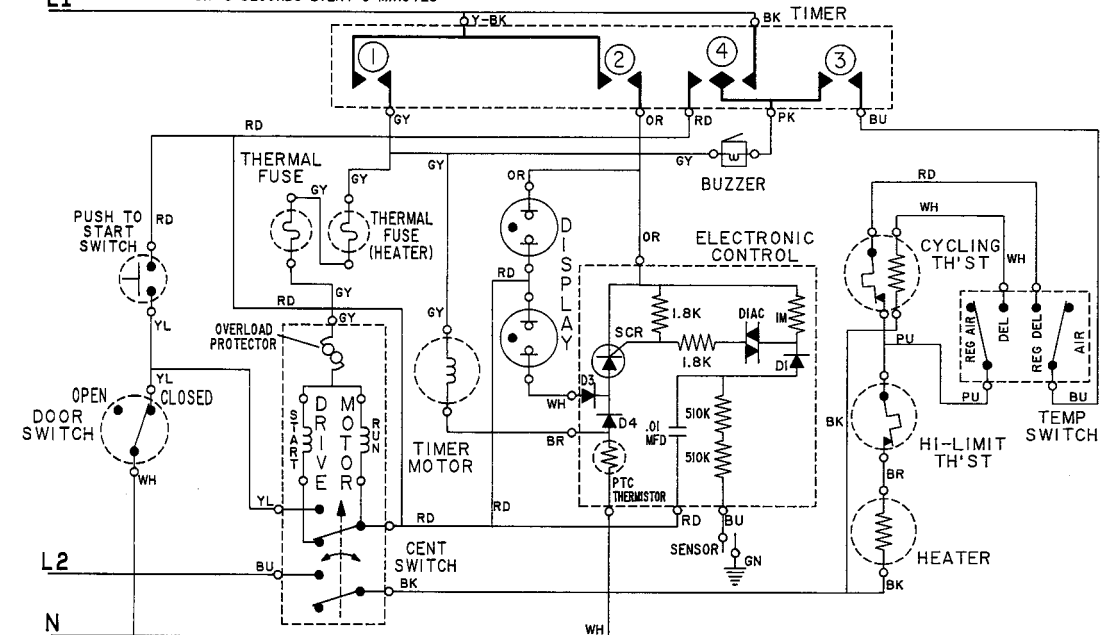 L1
Y-BK
BK TIMER
1
2
4
3
GY
OR
RD
PK
BU
RD
GY
GY
BUZZER
THERMAL
FUSE
GY
GY
THERMAL
FUSE
(HEATER)
OR
DISPLAY
RD
WH
CYCLING
TH'ST
WH
PUSH TO
START
SWITCH
RD
OR
ELECTRONIC
CONTROL
RD
YL
RD
GY
GY
OVERLOAD
PROTECTOR
SCR
1.8K
DIAC
1M
1.8K
D1
PU
REG AIR
DEL
REG DEL
AIR
YL
OPEN
CLOSED
DOOR
SWITCH
START
DRIVE
MOTOR
RUN
D3
WH
D4
BR
TIMER
MOTOR
.01
MFD
510K
510K
BK
PU
BU
TEMP
SWITCH
HI-LIMIT
TH'ST
WH
YL
PTC
THERMISTOR
BR
RD
RD
RD
BU
CENT
SWITCH
SENSOR
GN
HEATER
L2
BU
BK
BK
N
WH